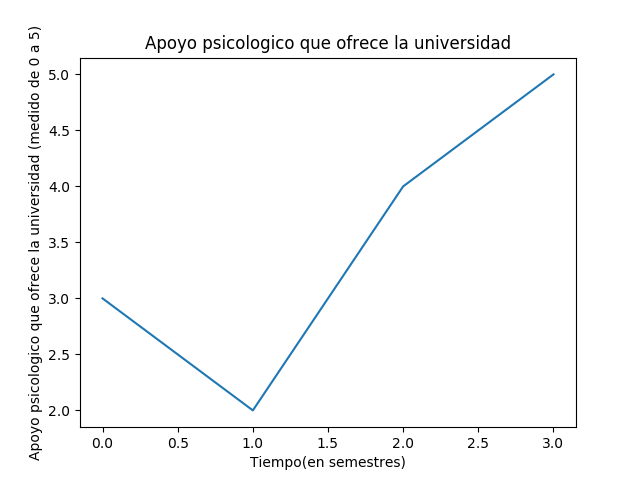 Apoyo psicologico que ofrece la universidad
Apoyo psicologico que ofrece la universidad (medido de 0 a 5)
5.0
4.5
4.0
3.5
3.0
2.5
2.0
0.0 0.5 1.0 1.5 2.0 2.5 3.0
Tiempo(en semestres)